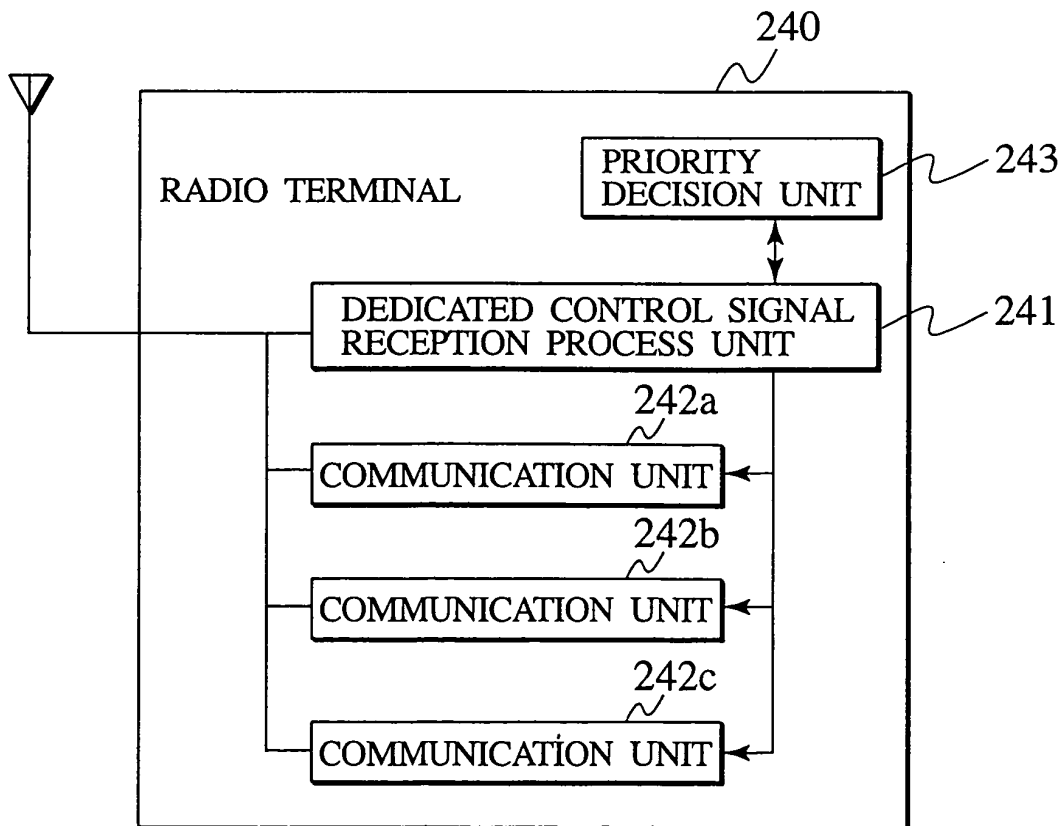 240
PRIORITY
DECISION UNIT
243
RADIO TERMINAL
DEDICATED CONTROL SIGNAL
RECEPTION PROCESS UNIT
241
242a
COMMUNICATION UNIT
242b
COMMUNICATION UNIT
242c
COMMUNICATION UNIT